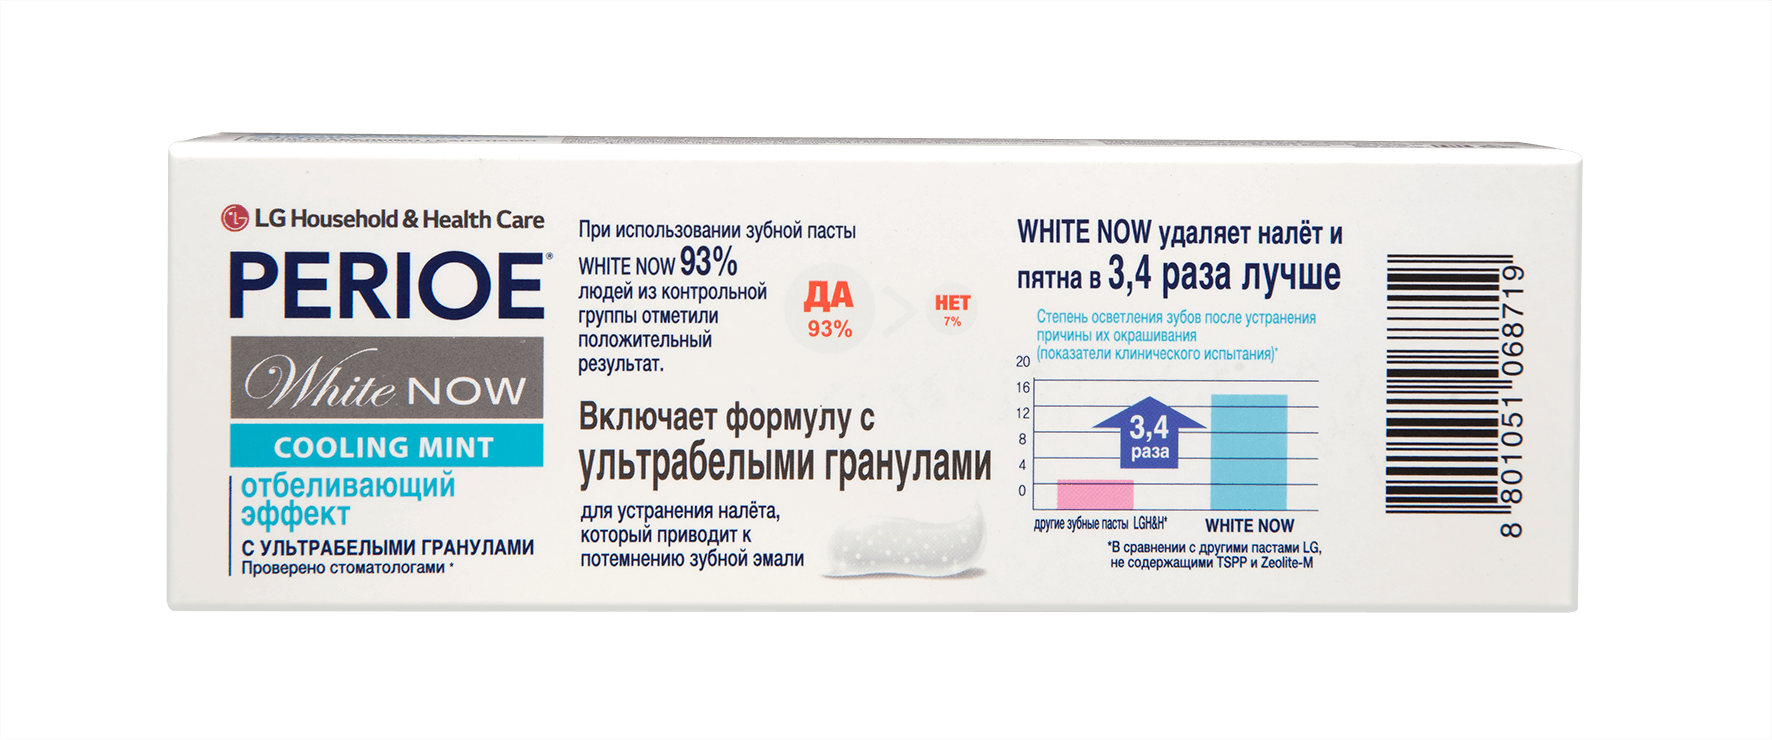 LG Household & Health Care
PERIOE®
White NOW
COOLING MINT
отбеливающий
эффект
С УЛЬТРАБЕЛЫМИ ГРАНУЛАМИ
Проверено стоматологами *
При использовании зубной пасты
WHITE NOW 93%
людей из контрольной
группы отметили
положительный
результат.
ДА
93%
>
НЕТ
7%
Включает формулу с
ультрабелыми гранулами
для устранения налёта,
который приводит к
потемнению зубной эмали
WHITE NOW удаляет налёт и
пятна в 3,4 раза лучше
Степень осветления зубов после устранения
причины их окрашивания
(показатели клинического испытания)*
20
16
12
8
4
0
3,4
раза
другие зубные пасты LGH&H*
WHITE NOW
*В сравнении с другими пастами LG,
не содержащими TSPP и Zeolite-M
8 801051 068719